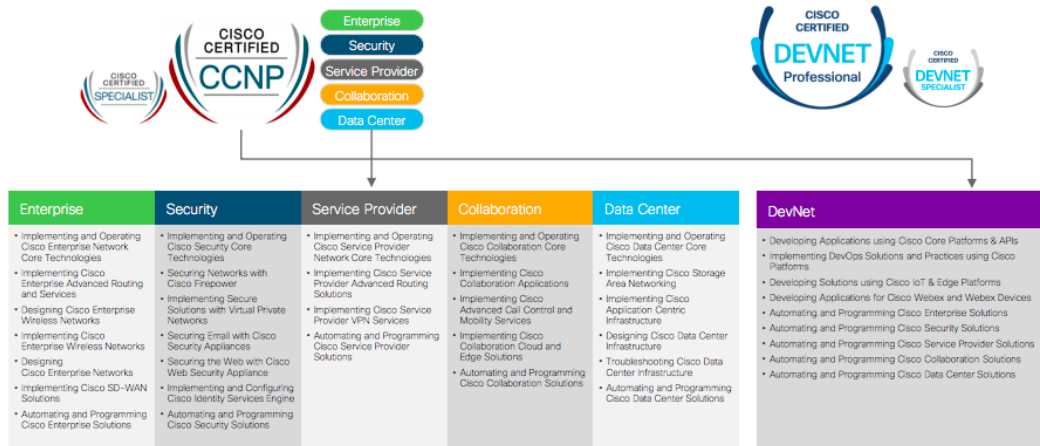 CISCO
CERTIFIED
SPECIALIST
CISCO
CERTIFIED
CCNP
Enterprise
Security
Service Provider
Collaboration
Data Center
CISCO
CERTIFIED
DEVNET
Professional
CISCO
CERTIFIED
DEVNET
SPECIALIST
Enterprise
• Implementing and Operating
Cisco Enterprise Network
Core Technologies
• Implementing Cisco
Enterprise Advanced Routing
and Services
• Designing Cisco Enterprise
Wireless Networks
• Implementing Cisco
Enterprise Wireless Networks
• Designing
Cisco Enterprise Networks
• Implementing Cisco SD-WAN
Solutions
• Automating and Programming
Cisco Enterprise Solutions
Security
• Implementing and Operating
Cisco Security Core
Technologies
• Securing Networks with
Cisco Firepower
• Implementing Secure
Solutions with Virtual Private
Networks
• Securing Email with Cisco
Security Appliances
• Securing the Web with Cisco
Web Security Appliance
• Implementing and Configuring
Cisco Identity Services Engine
• Automating and Programming
Cisco Security Solutions
Service Provider
• Implementing and Operating
Cisco Service Provider
Network Core Technologies
• Implementing Cisco Service
Provider Advanced Routing
Solutions
• Implementing Cisco Service
Provider VPN Services
• Automating and Programming
Cisco Service Provider
Solutions
Collaboration
• Implementing and Operating
Cisco Collaboration Core
Technologies
• Implementing Cisco
Collaboration Applications
• Implementing Cisco
Advanced Call Control and
Mobility Services
• Implementing Cisco
Collaboration Cloud and
Edge Solutions
• Automating and Programming
Cisco Collaboration Solutions
Data Center
• Implementing and Operating
Cisco Data Center Core
Technologies
• Implementing Cisco Storage
Area Networking
• Implementing Cisco
Application Centric
Infrastructure
• Designing Cisco Data Center
Infrastructure
• Troubleshooting Cisco Data
Center Infrastructure
• Automating and Programming
Cisco Data Center Solutions
DevNet
• Developing Applications using Cisco Core Platforms & APIs
• Implementing DevOps Solutions and Practices using Cisco
Platforms
• Developing Solutions using Cisco IoT & Edge Platforms
• Developing Applications for Cisco Webex and Webex Devices
• Automating and Programming Cisco Enterprise Solutions
• Automating and Programming Cisco Security Solutions
• Automating and Programming Cisco Service Provider Solutions
• Automating and Programming Cisco Collaboration Solutions
• Automating and Programming Cisco Data Center Solutions